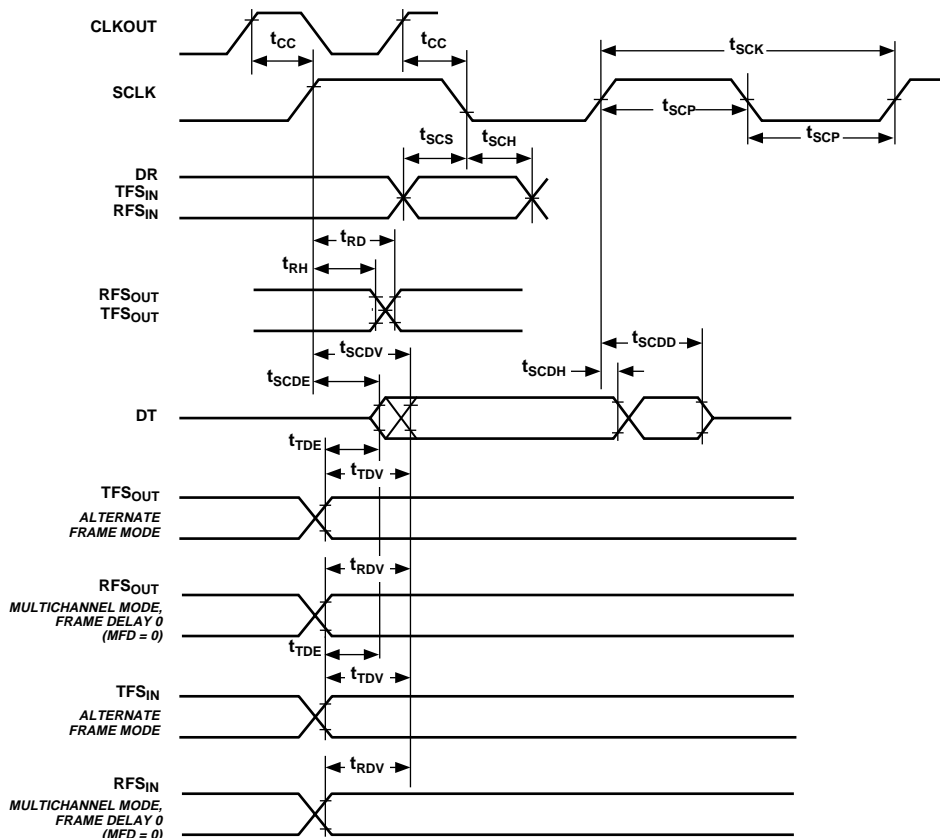 CLKOUT
tCC
tCC
tSCK
SCLK
tSCP
tSCP
tSCS
tSCH
DR
TFSIN
RFSIN
tRD
tRH
RFSOUT
TFSOUT
tSCDV
tSCDD
tSCDE
tSCDH
DT
tTDE
tTDV
TFSOUT
ALTERNATE
FRAME MODE
tRDV
RFSOUT
MULTICHANNEL MODE,
FRAME DELAY 0
(MFD = 0)
tTDE
tTDV
TFSIN
ALTERNATE
FRAME MODE
tRDV
RFSIN
MULTICHANNEL MODE,
FRAME DELAY 0
(MFD = 0)